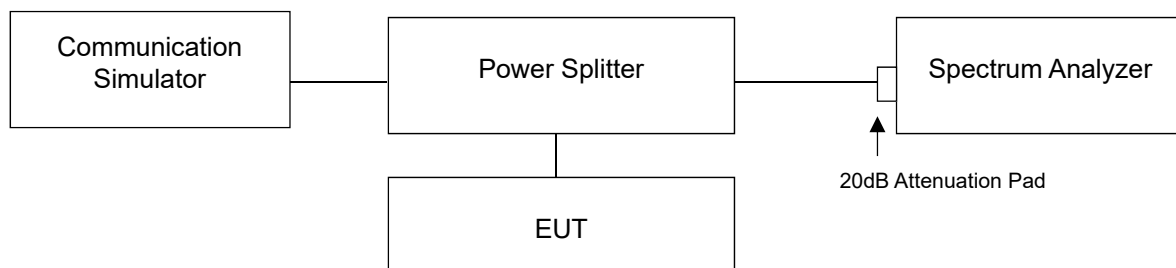 Communication
Simulator
Power Splitter
Spectrum Analyzer
20dB Attenuation Pad
EUT